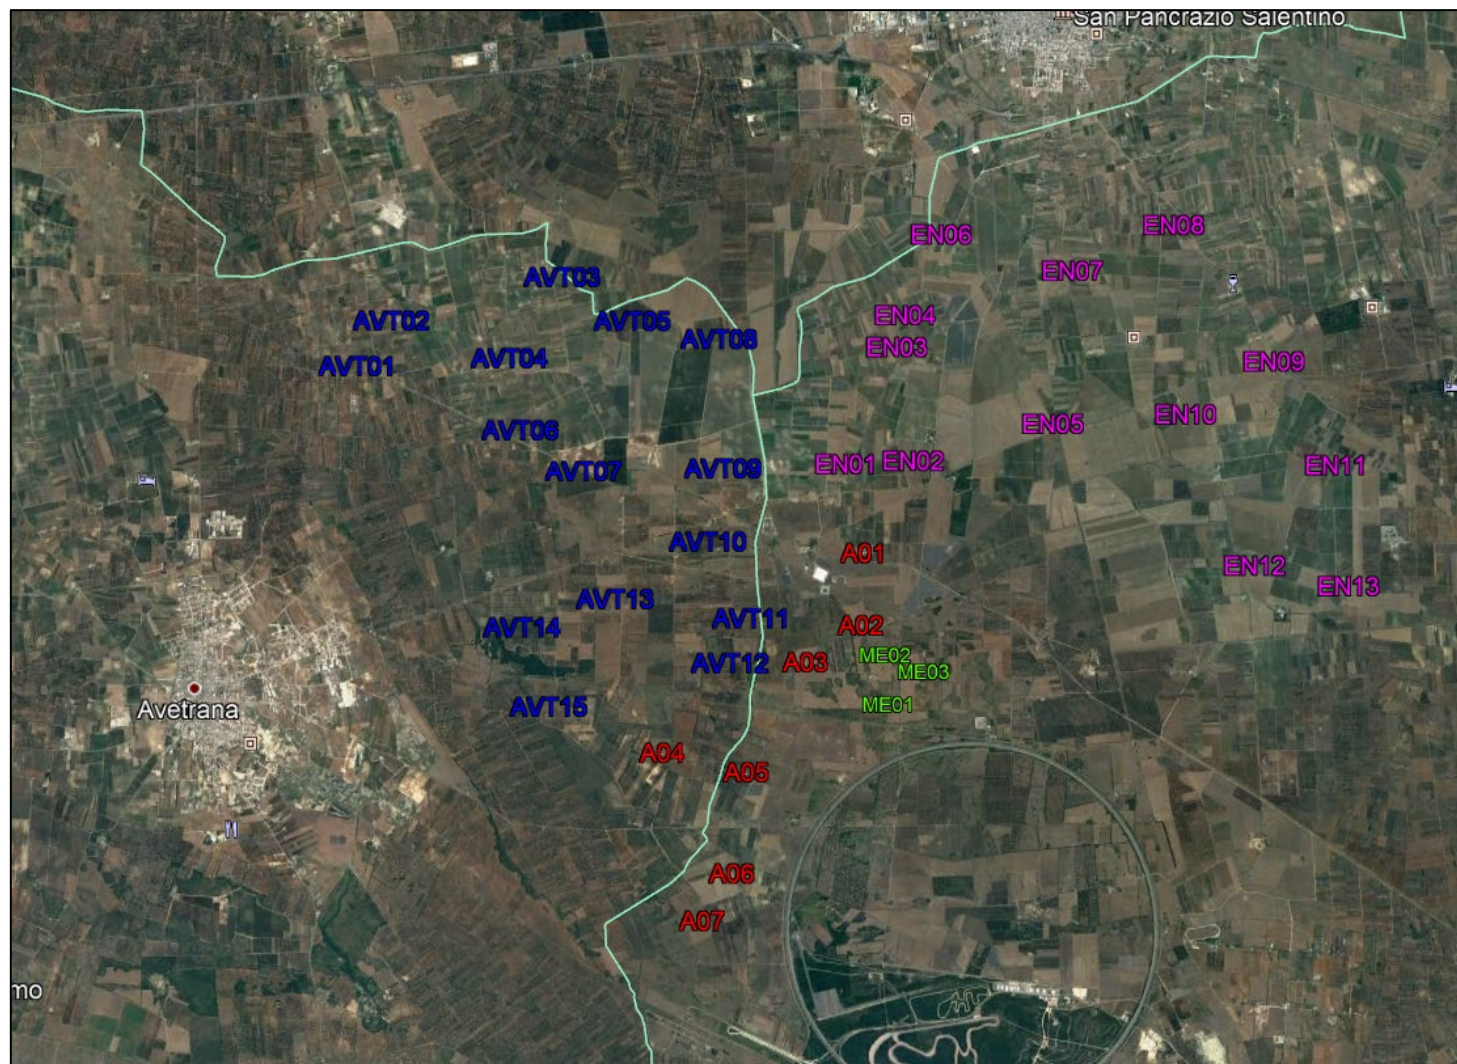 San Pancrazio Salentino
EN08
EN06
EN07
AVT03
EN04
AVT02
AVT05
AVT08
EN03
AVT04
EN09
AVT01
EN10
EN05
AVT06
EN02
EN01
EN11
AVT09
AVT07
AVT10
A01
EN12
EN13
AVT13
AVT11
A02
AVT14
ME02
A03
AVT12
ME03
ME01
AVT15
Avetrana
A04
A05
A06
A07
mo